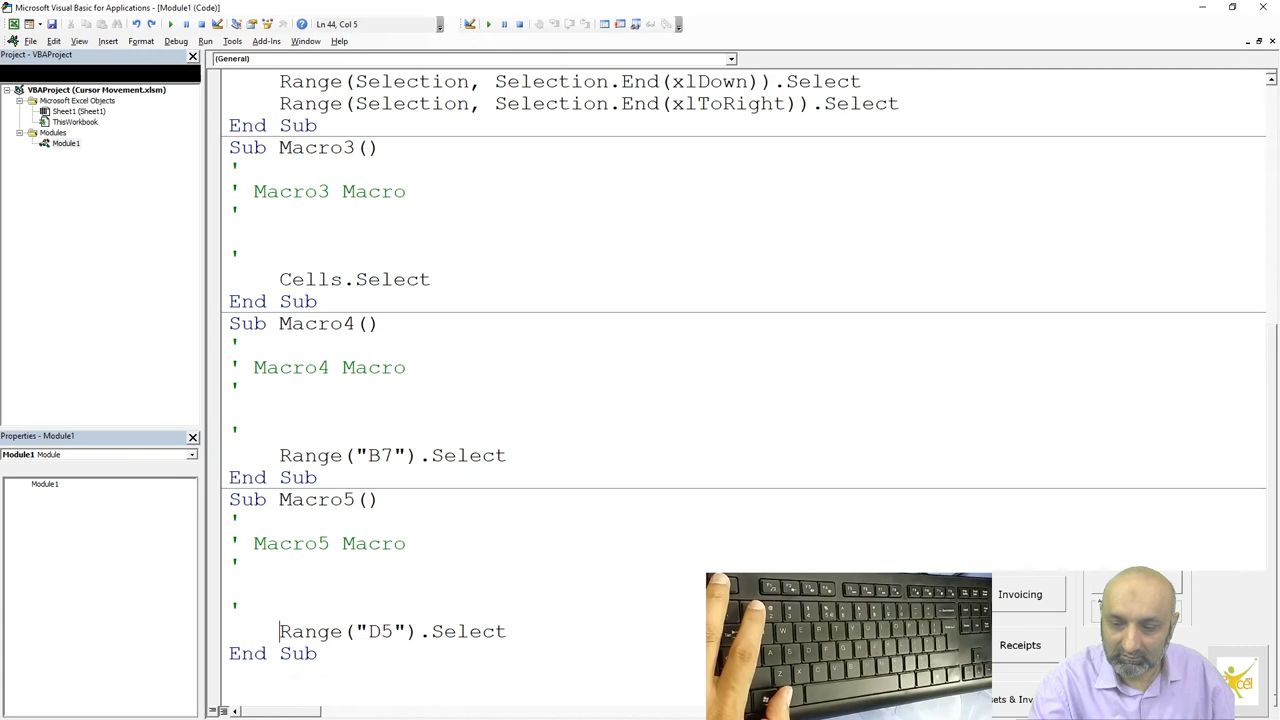 Microsoft Visual Basic for Applications - [Module1 (Code)]
File Edit View Insert Format Debug Run Tools Add-Ins Window Help
Ln 44, Col 5
Project - VBAProject
(General)
VBAProject (Cursor Movement.xlsm)
Microsoft Excel Objects
Sheet1 (Sheet1)
ThisWorkbook
Modules
Module1
Properties - Module1
Module1 Module
Module1
Range(Selection, Selection.End(xlDown)).Select
Range(Selection, Selection.End(xlToRight)).Select
End Sub
Sub Macro3()
'
' Macro3 Macro
'
'
Cells.Select
End Sub
Sub Macro4()
'
' Macro4 Macro
'
'
Range("B7").Select
End Sub
Sub Macro5()
'
' Macro5 Macro
'
'
Range("D5").Select
End Sub
Invoicing
Receipts